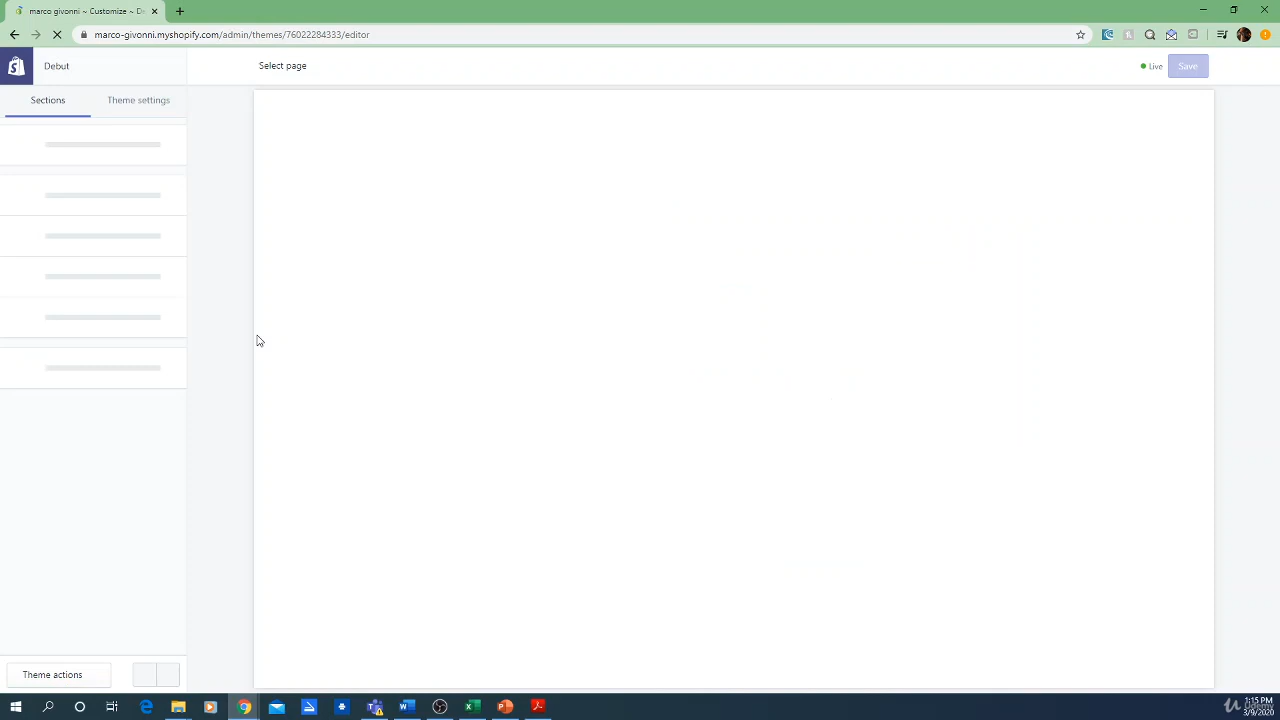 marco givonni ~ Customize ~ De
marco-givonni.myshopify.com/admin/themes/76022284333/editor
Debut
Select page
Live
Save
Sections
Theme settings
Theme actions
1:15 PM
3/9/2020